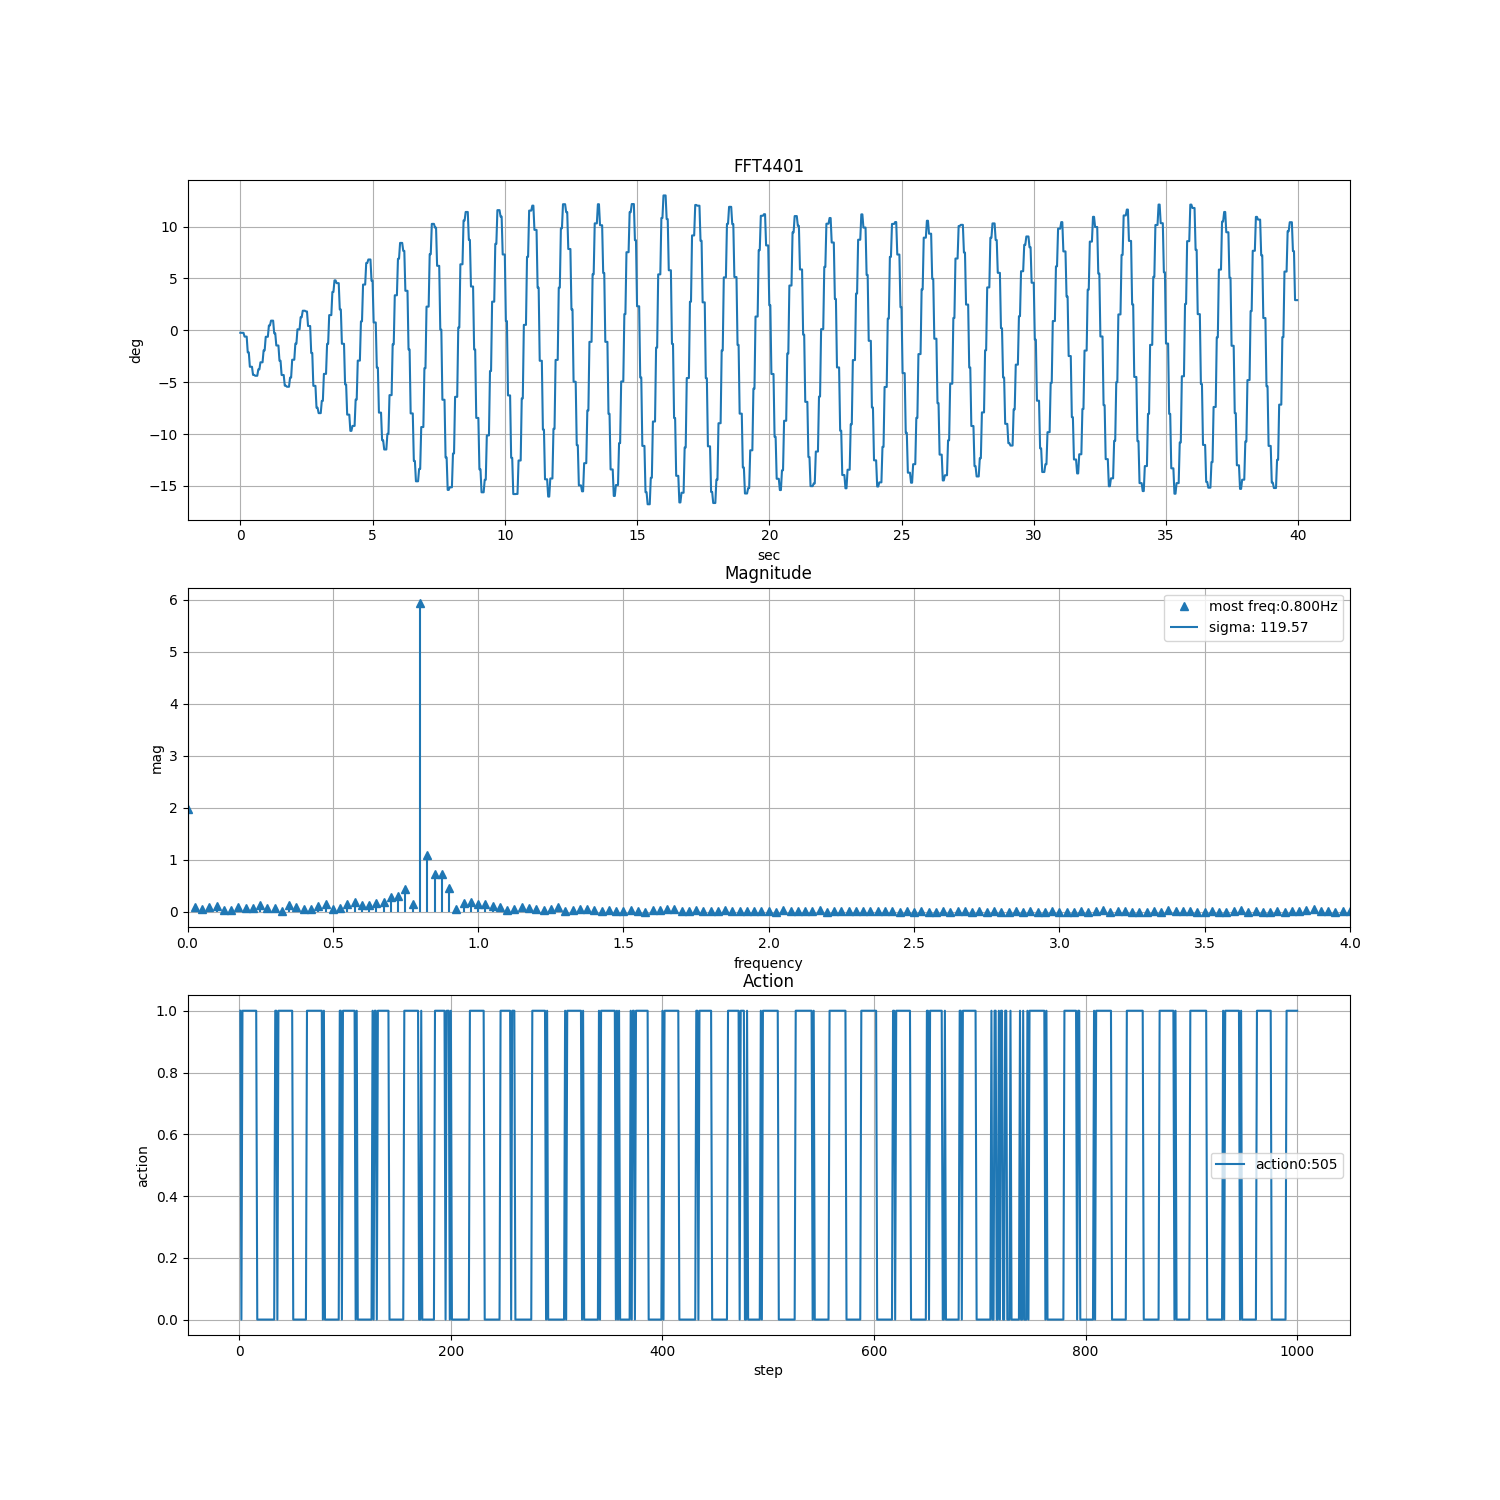 FFT4401
10
5
0
−5
−10
−15
deg
0 5 10 15 20 25 30 35 40
sec
Magnitude
6
5
4
3
2
1
0
mag
most freq:0.800Hz
sigma: 119.57
0.0 0.5 1.0 1.5 2.0 2.5 3.0 3.5 4.0
frequency
Action
1.0
0.8
0.6
0.4
0.2
0.0
action
action0:505
0 200 400 600 800 1000
step